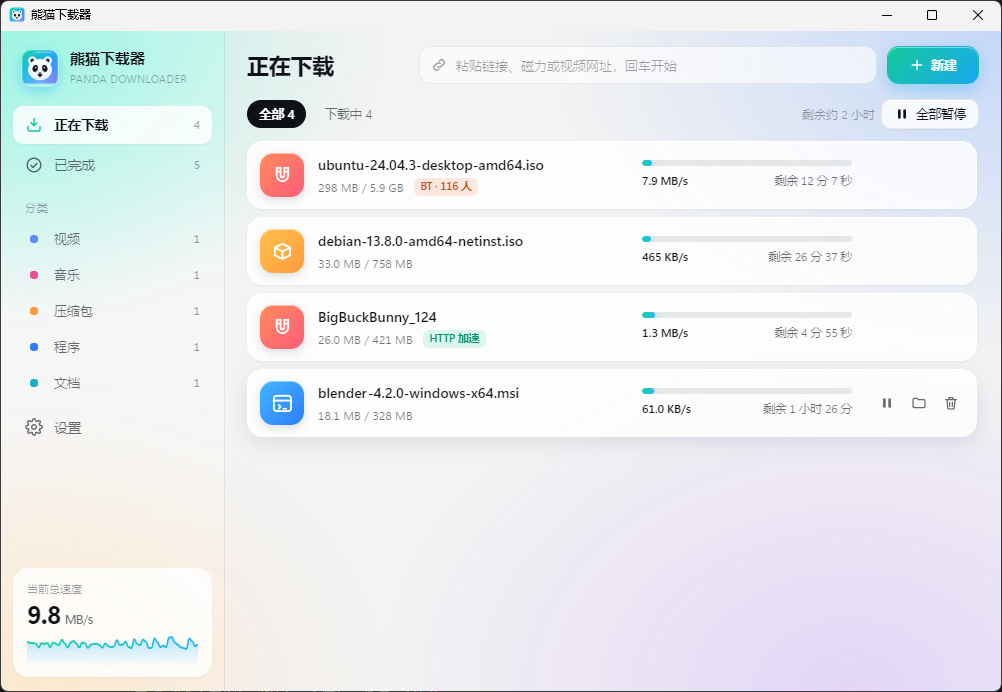 熊猫下载器
熊猫下载器
PANDA DOWNLOADER
正在下载 4
已完成 5
分类
视频 1
音乐 1
压缩包 1
程序 1
文档 1
设置
当前总速度
9.8 MB/s
正在下载
粘贴链接、磁力或视频网址，回车开始
新建
全部 4
下载中 4
剩余约 2 小时
全部暂停
ubuntu-24.04.3-desktop-amd64.iso
298 MB / 5.9 GB BT · 116 人
7.9 MB/s 剩余 12 分 7 秒
debian-13.8.0-amd64-netinst.iso
33.0 MB / 758 MB
465 KB/s 剩余 26 分 37 秒
BigBuckBunny_124
26.0 MB / 421 MB HTTP 加速
1.3 MB/s 剩余 4 分 55 秒
blender-4.2.0-windows-x64.msi
18.1 MB / 328 MB
61.0 KB/s 剩余 1 小时 26 分